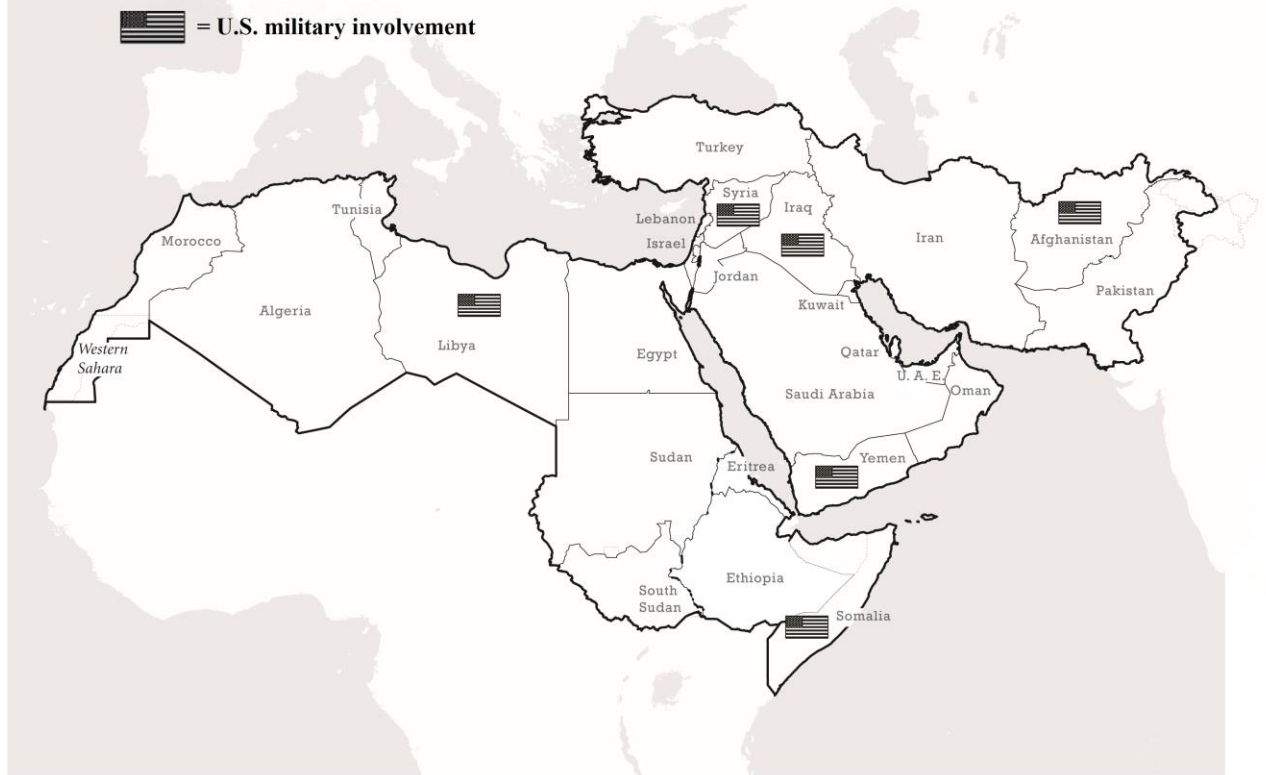 = U.S. military involvement
Turkey
Syria
Tunisia
Lebanon
Iraq
Morocco
Israel
Iran
Afghanistan
Jordan
Pakistan
Kuwait
Algeria
Libya
Egypt
Qatar
Western
Sahara
U. A. E.
Saudi Arabia
Oman
Sudan
Eritrea
Yemen
Ethiopia
South
Sudan
Somalia